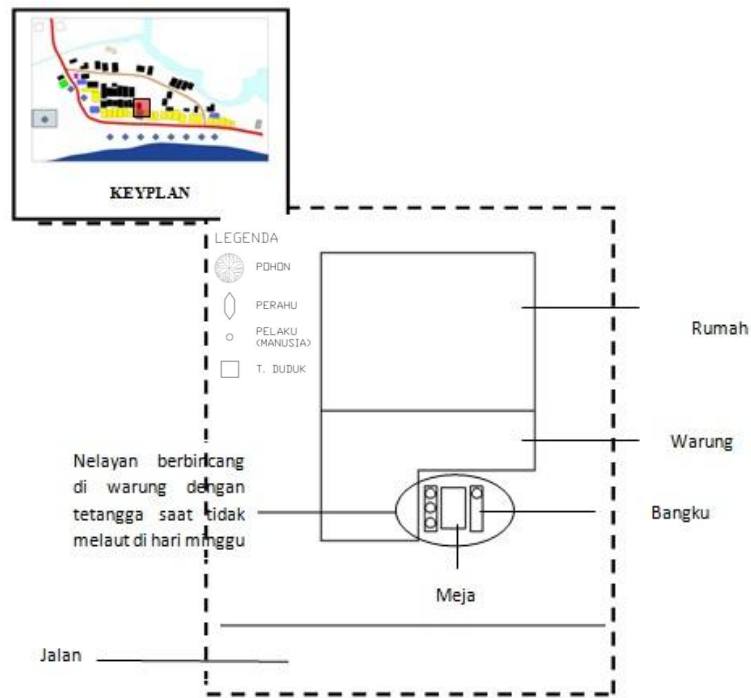 KEYPLAN
LEGENDA
POHON
PERAHU
PELAKU
(MANUSIA)
T. DUDUK
Rumah
Warung
Nelayan berbincang
di warung dengan
tetangga saat tidak
melaut di hari minggu
Bangku
Meja
Jalan